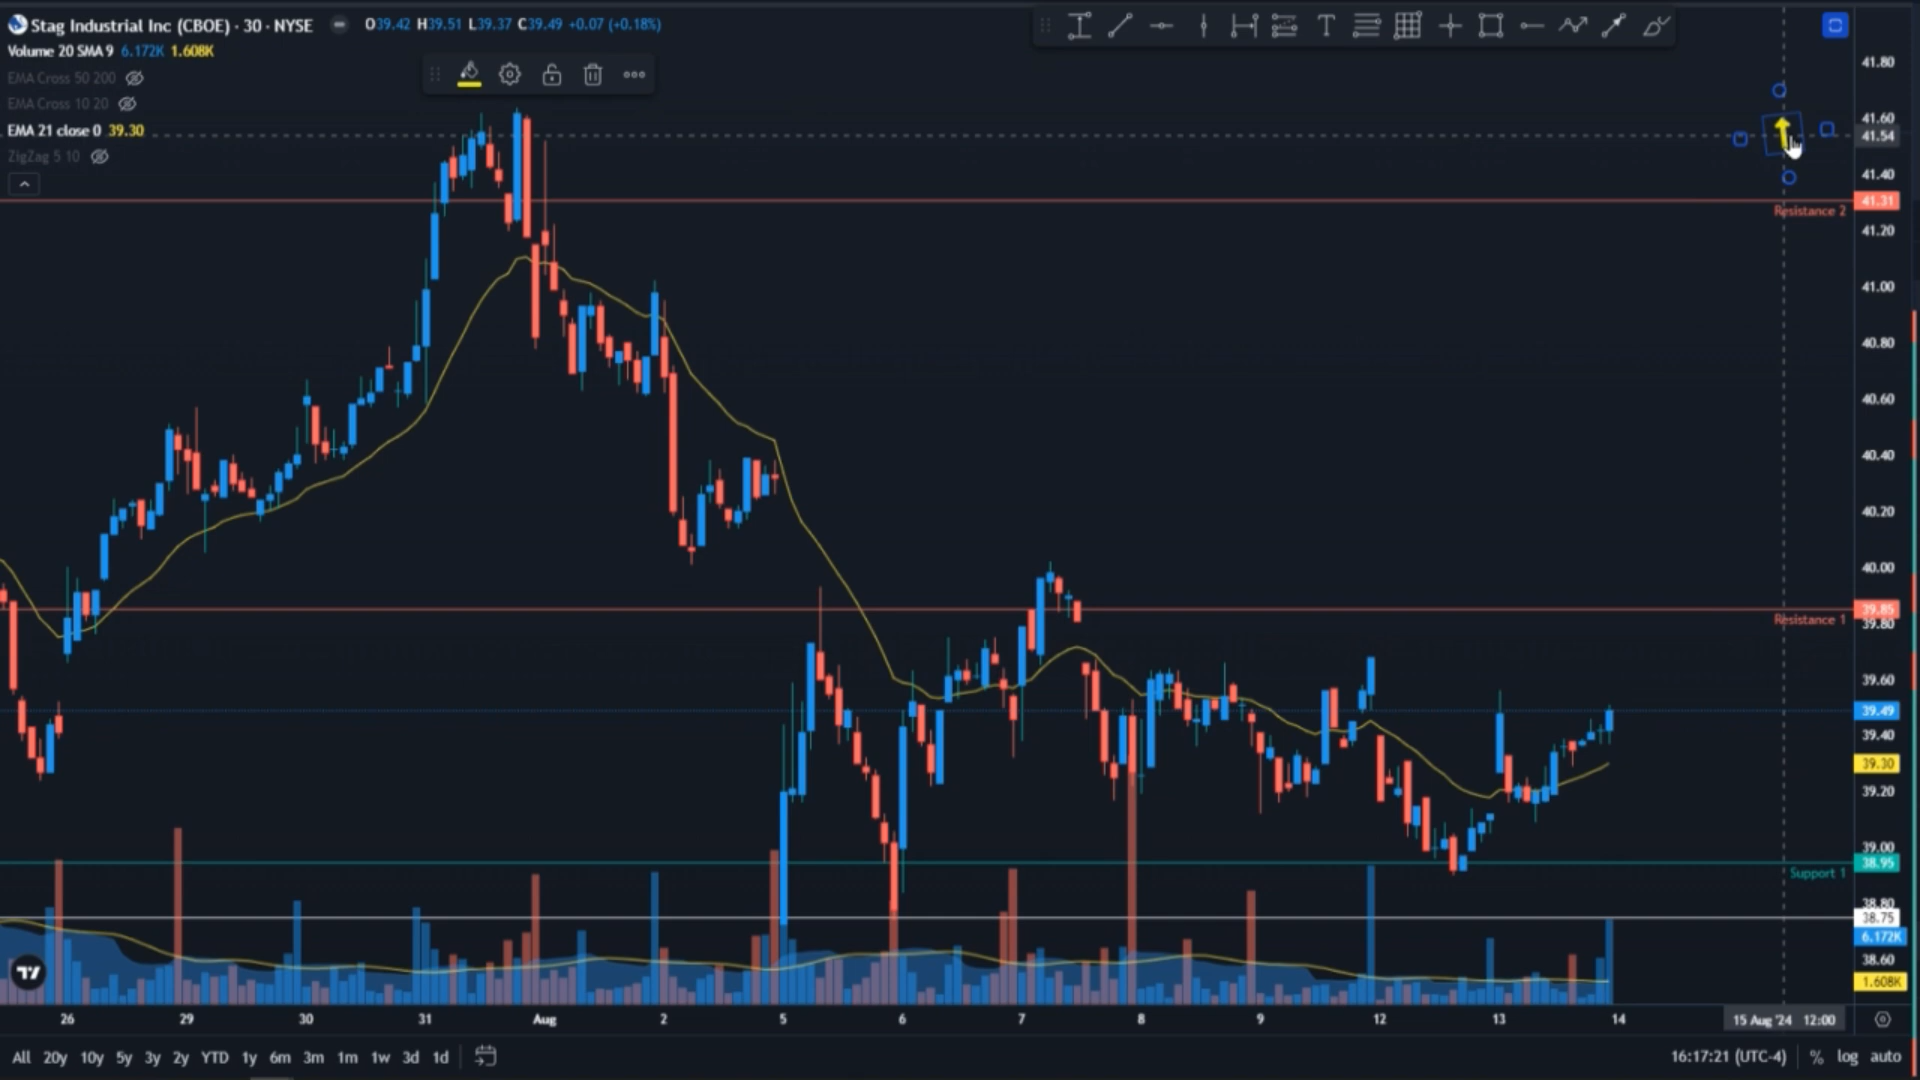 Stag Industrial Inc (CBOE) · 30 · NYSE O39.42 H39.51 L39.37 C39.49 +0.07 (+0.18%)
Volume 20 SMA 9 6.172K 1.608K
EMA Cross 50 200
EMA Cross 10 20
EMA 21 close 0 39.30
ZigZag 5 10
41.80
41.60
41.54
41.40
41.31
Resistance 2
41.20
41.00
40.80
40.60
40.40
40.20
40.00
39.85
Resistance 1
39.80
39.60
39.49
39.40
39.30
39.20
39.00
38.95
Support 1
38.80
38.75
6.172K
38.60
1.608K
26 29 30 31 Aug 2 5 6 7 8 9 12 13 14 15 Aug '24 12:00
All 20y 10y 5y 3y 2y YTD 1y 6m 3m 1m 1w 3d 1d 16:17:21 (UTC-4) % log auto